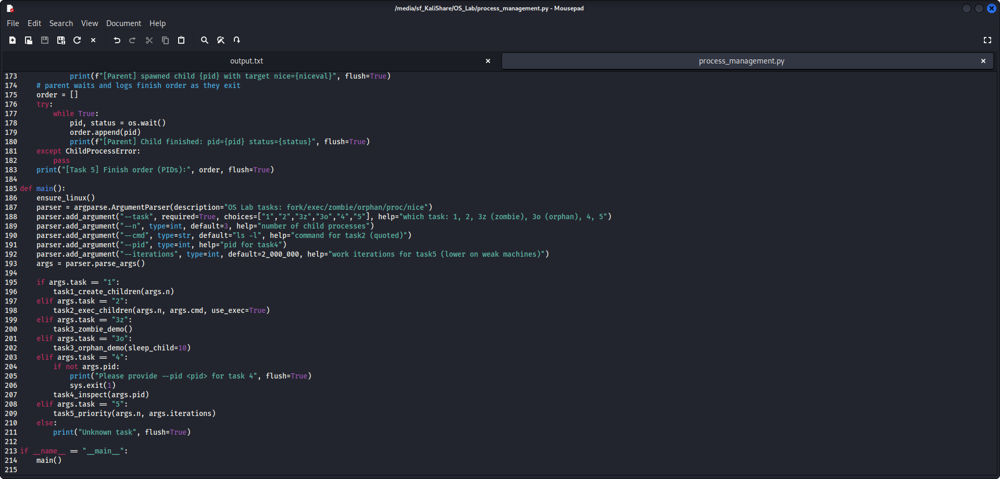 /media/sf_KaliShare/OS_Lab/process_management.py - Mousepad
File Edit Search View Document Help
output.txt process_management.py
173             print(f"[Parent] spawned child {pid} with target nice={niceval}", flush=True)
174     # parent waits and logs finish order as they exit
175     order = []
176     try:
177         while True:
178             pid, status = os.wait()
179             order.append(pid)
180             print(f"[Parent] Child finished: pid={pid} status={status}", flush=True)
181     except ChildProcessError:
182         pass
183     print("[Task 5] Finish order (PIDs):", order, flush=True)
184
185 def main():
186     ensure_linux()
187     parser = argparse.ArgumentParser(description="OS Lab tasks: fork/exec/zombie/orphan/proc/nice")
188     parser.add_argument("--task", required=True, choices=["1","2","3z","3o","4","5"], help="which task: 1, 2, 3z (zombie), 3o (orphan), 4, 5")
189     parser.add_argument("--n", type=int, default=3, help="number of child processes")
190     parser.add_argument("--cmd", type=str, default="ls -l", help="command for task2 (quoted)")
191     parser.add_argument("--pid", type=int, help="pid for task4")
192     parser.add_argument("--iterations", type=int, default=2_000_000, help="work iterations for task5 (lower on weak machines)")
193     args = parser.parse_args()
194
195     if args.task == "1":
196         task1_create_children(args.n)
197     elif args.task == "2":
198         task2_exec_children(args.n, args.cmd, use_exec=True)
199     elif args.task == "3z":
200         task3_zombie_demo()
201     elif args.task == "3o":
202         task3_orphan_demo(sleep_child=10)
203     elif args.task == "4":
204         if not args.pid:
205             print("Please provide --pid <pid> for task 4", flush=True)
206             sys.exit(1)
207         task4_inspect(args.pid)
208     elif args.task == "5":
209         task5_priority(args.n, args.iterations)
210     else:
211         print("Unknown task", flush=True)
212
213 if __name__ == "__main__":
214     main()
215